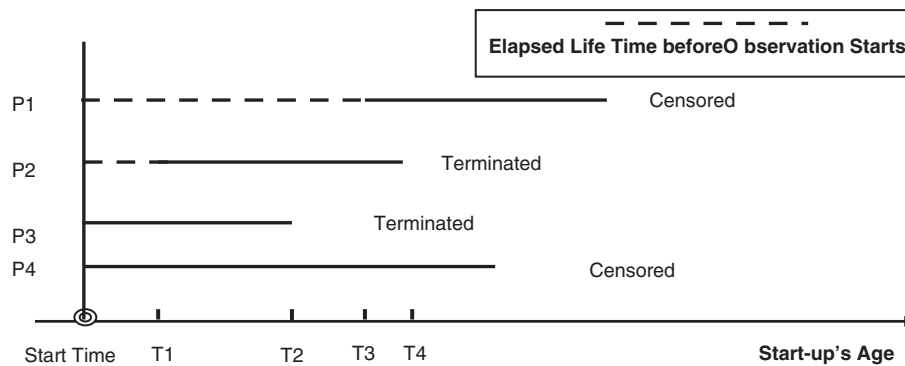 Elapsed Life Time beforeO bservation Starts
P1
Censored
P2
Terminated
P3
Terminated
P4
Censored
Start Time
T1
T2
T3
T4
Start-up's Age